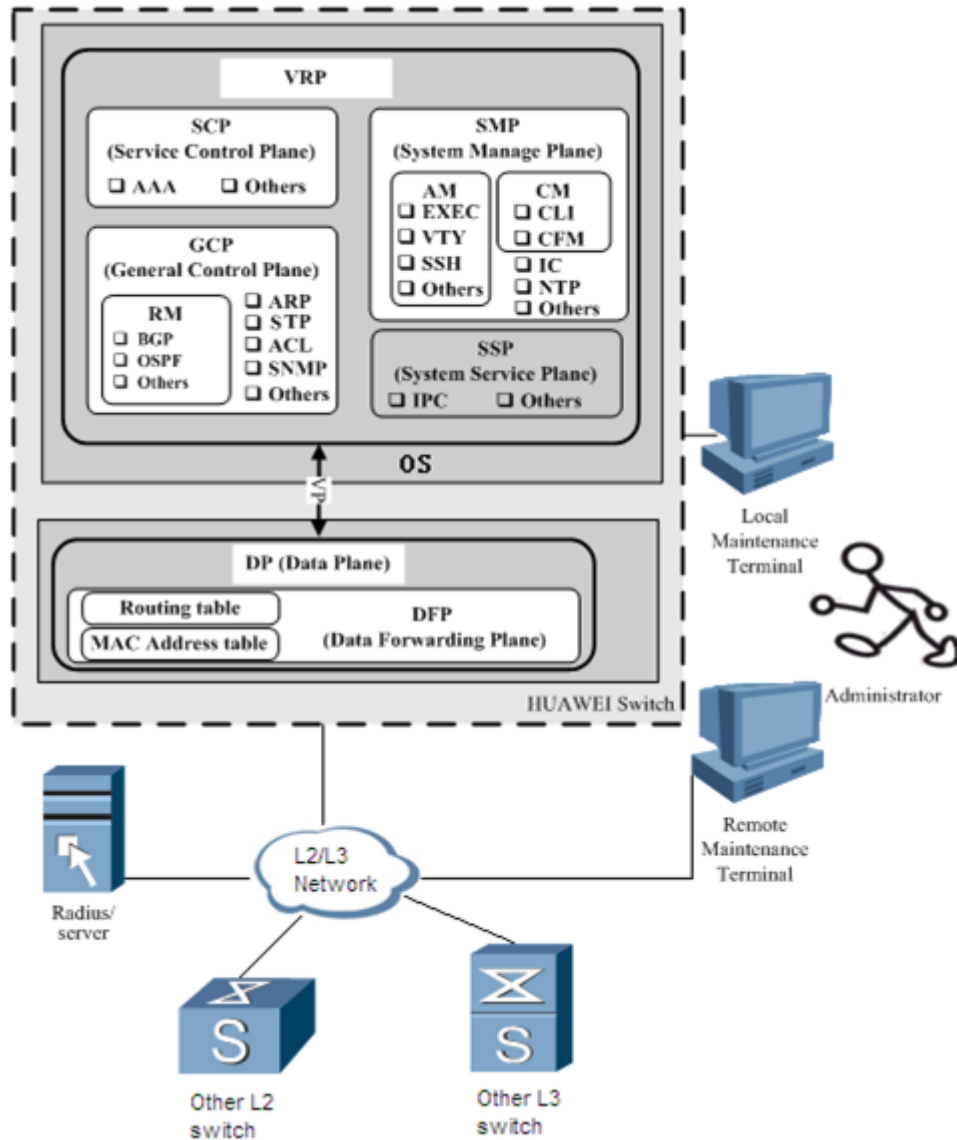 VRP
SCP
(Service Control Plane)
AAA
Others
SMP
(System Manage Plane)
AM
EXEC
VTY
SSH
Others
CM
CLI
CFM
IC
NTP
Others
GCP
(General Control Plane)
RM
BGP
OSPF
Others
ARP
STP
ACL
SNMP
Others
SSP
(System Service Plane)
IPC
Others
OS
VP
DP (Data Plane)
Routing table
MAC Address table
DFP
(Data Forwarding Plane)
HUAWEI Switch
Local
Maintenance
Terminal
Administrator
Remote
Maintenance
Terminal
L2/L3
Network
Radius/
server
S
Other L2
switch
S
Other L3
switch